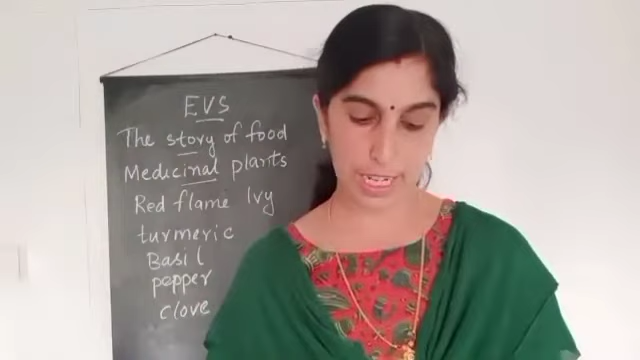 EVS
The story of food
Medicinal plants
Red flame Ivy
turmeric
Basil
pepper
clove